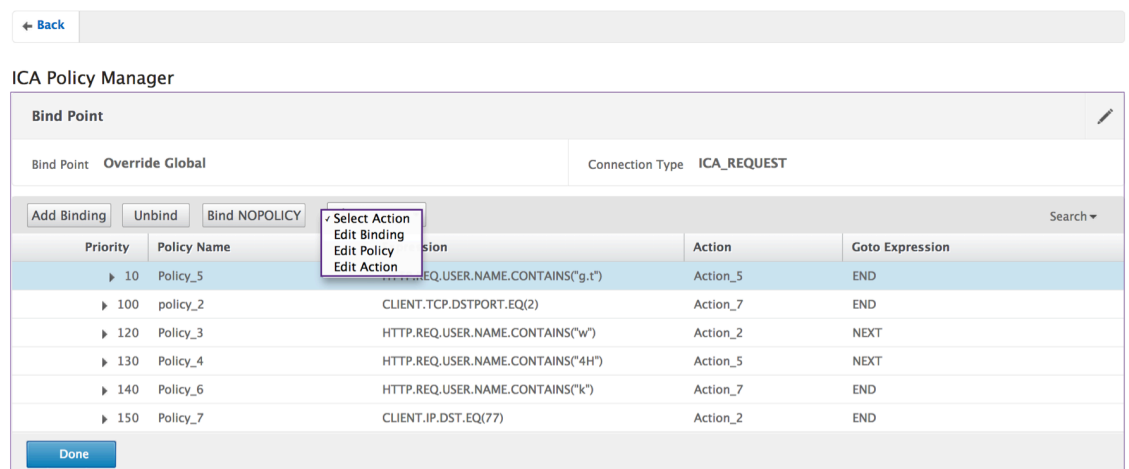 Back
ICA Policy Manager
Bind Point
Bind Point Override Global Connection Type ICA_REQUEST
Add Binding Unbind Bind NOPOLICY Search
✓ Select Action
Edit Binding
Edit Policy
Edit Action
Priority Policy Name Action Goto Expression
10 Policy_5 .REQ.USER.NAME.CONTAINS("g.t") Action_5 END
100 policy_2 CLIENT.TCP.DSTPORT.EQ(2) Action_7 END
120 Policy_3 HTTP.REQ.USER.NAME.CONTAINS("w") Action_2 NEXT
130 Policy_4 HTTP.REQ.USER.NAME.CONTAINS("4H") Action_5 NEXT
140 Policy_6 HTTP.REQ.USER.NAME.CONTAINS("k") Action_7 END
150 Policy_7 CLIENT.IP.DST.EQ(77) Action_2 END
Done